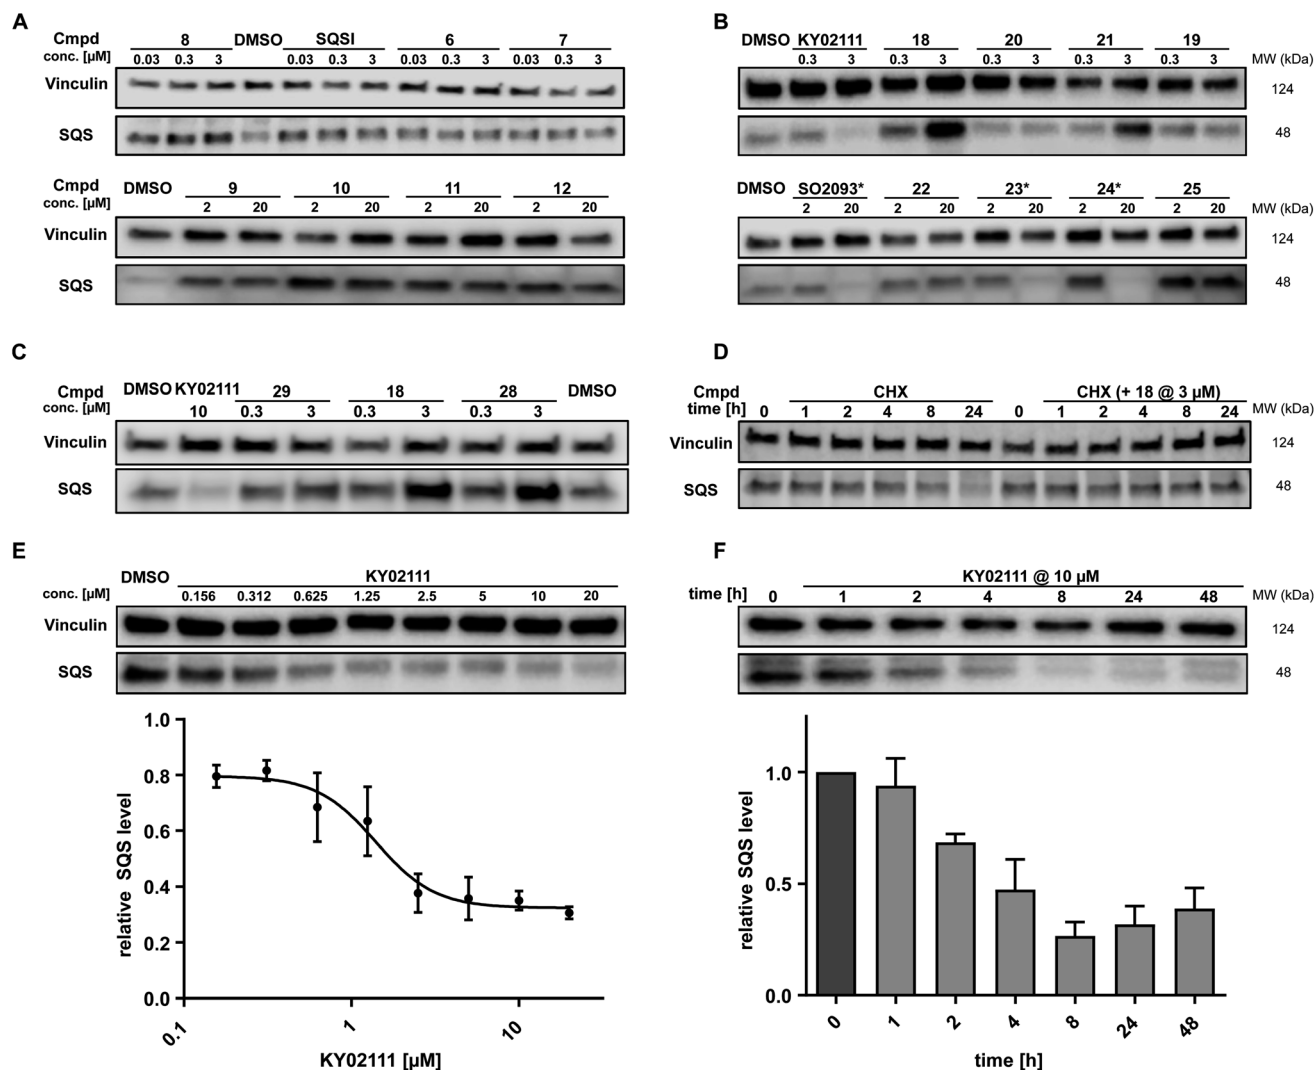 A
Cmpd 8 DMSO SQSI 6 7
conc. [µM] 0.03 0.3 3 0.03 0.3 3 0.03 0.3 3 0.03 0.3 3
Vinculin
SQS
Cmpd DMSO 9 10 11 12
conc. [µM] 2 20 2 20 2 20 2 20
Vinculin
SQS
B
DMSO KY02111 18 20 21 19
0.3 3 0.3 3 0.3 3 0.3 3 0.3 3 MW (kDa)
124
48
DMSO SO2093* 22 23* 24* 25
2 20 2 20 2 20 2 20 2 20 MW (kDa)
124
48
C
Cmpd DMSO KY02111 29 18 28 DMSO
conc. [µM] 10 0.3 3 0.3 3 0.3 3
Vinculin
SQS
D
Cmpd CHX CHX (+ 18 @ 3 µM)
time [h] 0 1 2 4 8 24 0 1 2 4 8 24 MW (kDa)
Vinculin 124
SQS 48
E
DMSO KY02111
conc. [µM] 0.156 0.312 0.625 1.25 2.5 5 10 20
Vinculin
SQS
relative SQS level
1.0
0.8
0.6
0.4
0.2
0.0
0.1 1 10
KY02111 [µM]
F
KY02111 @ 10 µM
time [h] 0 1 2 4 8 24 48 MW (kDa)
124
48
relative SQS level
1.0
0.5
0.0
0 1 2 4 8 24 48
time [h]